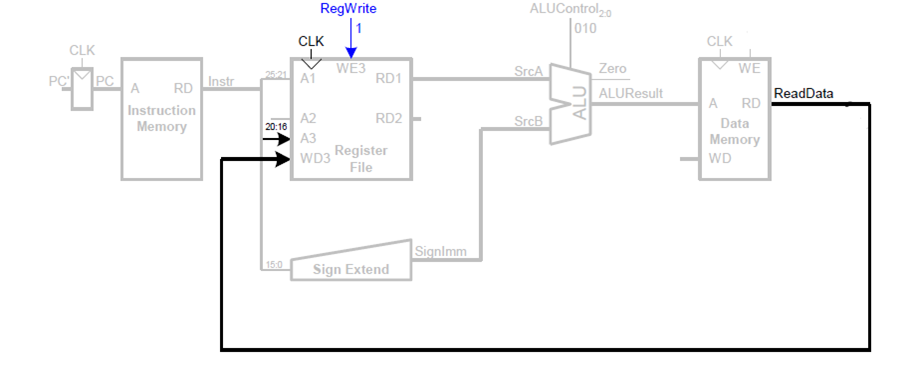 RegWrite
1
ALUControl2:0
010
CLK
CLK
CLK
PC'
PC
A
RD
Instruction
Memory
Instr
25:21
A1
WE3
RD1
A2
RD2
20:16
A3
WD3
Register
File
SrcA
SrcB
ALU
Zero
ALUResult
WE
A
RD
Data
Memory
WD
ReadData
15:0
Sign Extend
SignImm